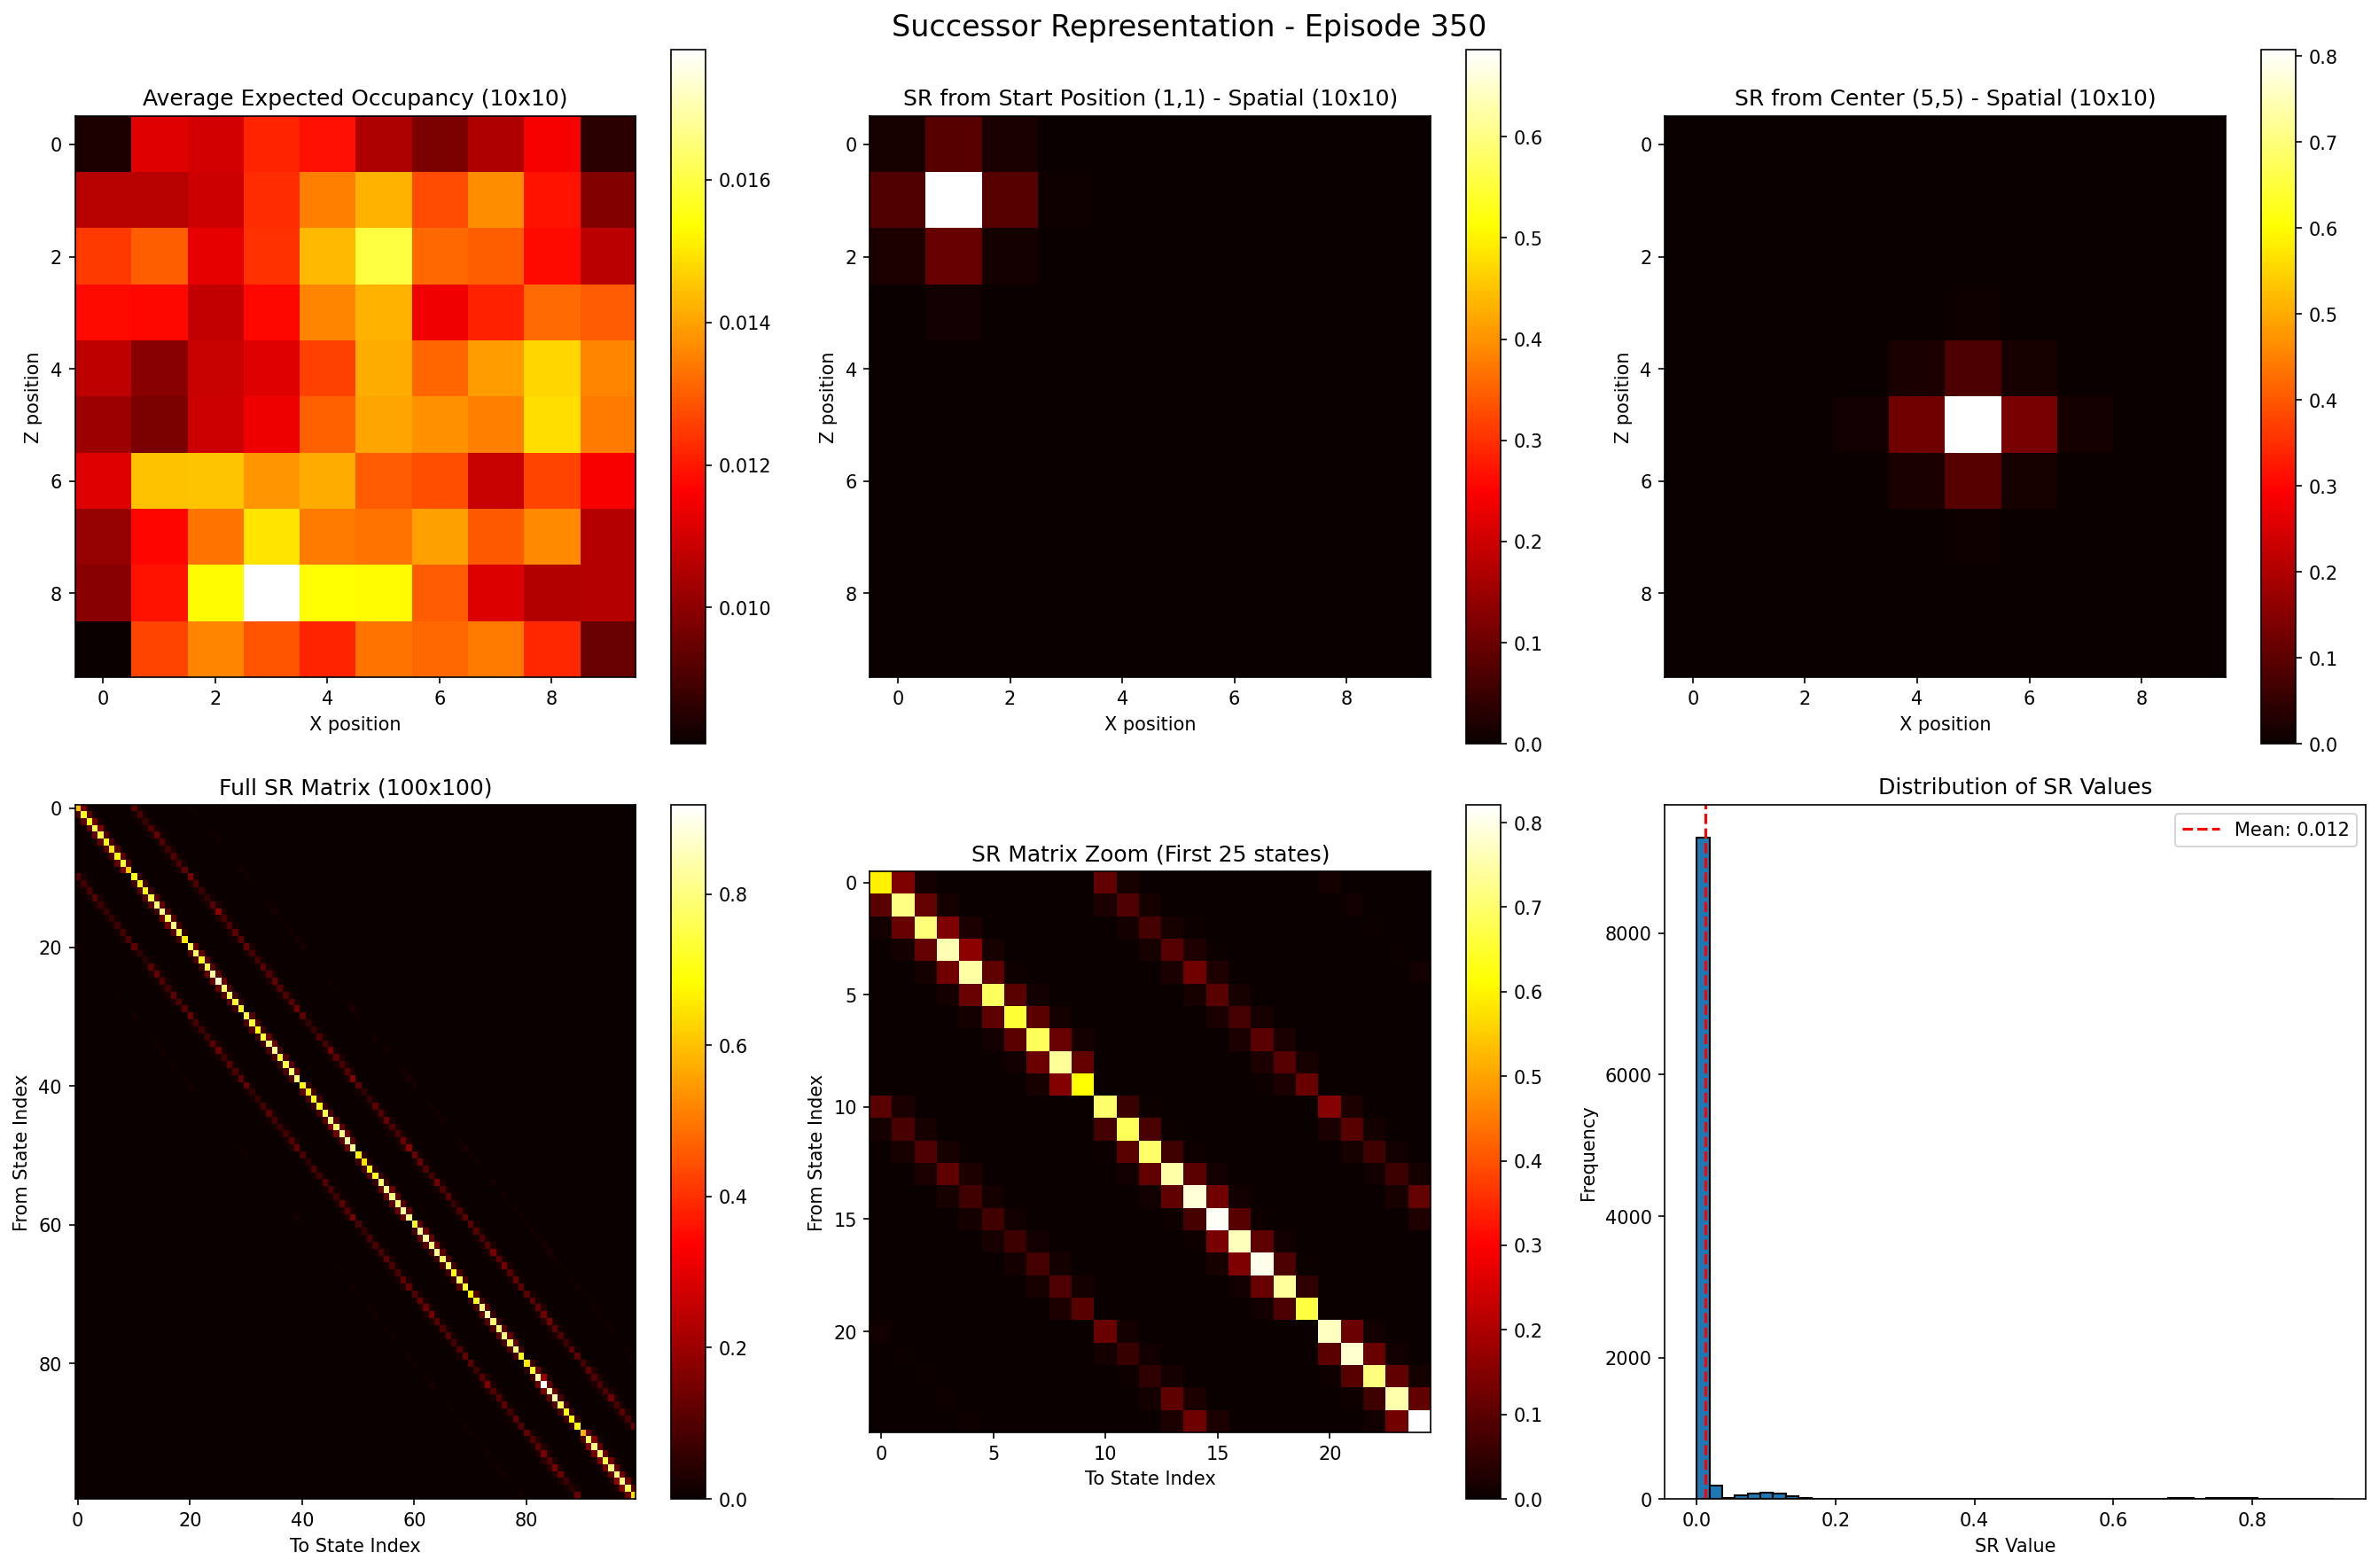 Successor Representation - Episode 350
Average Expected Occupancy (10x10)
0
2
4
6
8
Z position
0 2 4 6 8
X position
0.016
0.014
0.012
0.010
SR from Start Position (1,1) - Spatial (10x10)
0
2
4
6
8
Z position
0 2 4 6 8
X position
0.6
0.5
0.4
0.3
0.2
0.1
0.0
SR from Center (5,5) - Spatial (10x10)
0
2
4
6
8
Z position
0 2 4 6 8
X position
0.8
0.7
0.6
0.5
0.4
0.3
0.2
0.1
0.0
Full SR Matrix (100x100)
0
20
40
60
80
From State Index
0 20 40 60 80
To State Index
0.8
0.6
0.4
0.2
0.0
SR Matrix Zoom (First 25 states)
0
5
10
15
20
From State Index
0 5 10 15 20
To State Index
0.8
0.7
0.6
0.5
0.4
0.3
0.2
0.1
0.0
Distribution of SR Values
Mean: 0.012
8000
6000
4000
2000
0
Frequency
0.0 0.2 0.4 0.6 0.8
SR Value